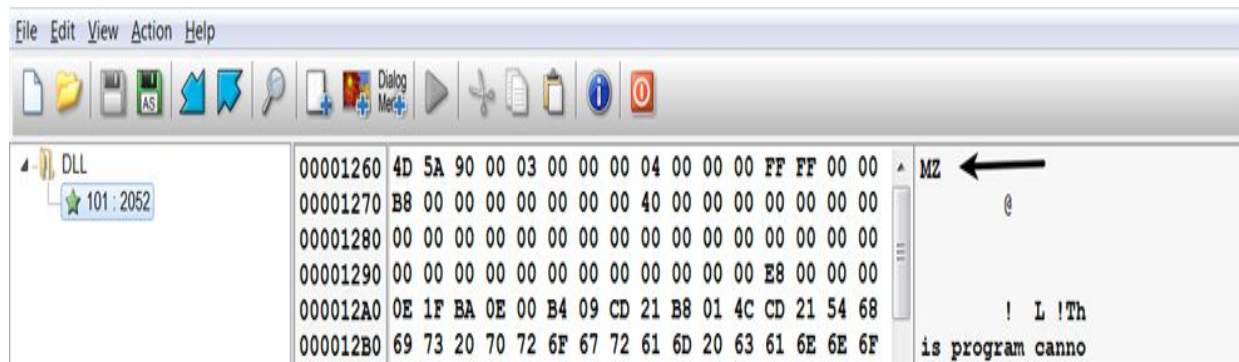 File Edit View Action Help
AS
Dialog
DLL
101 : 2052
00001260 4D 5A 90 00 03 00 00 00 04 00 00 00 FF FF 00 00 MZ
00001270 B8 00 00 00 00 00 00 00 40 00 00 00 00 00 00 00 @
00001280 00 00 00 00 00 00 00 00 00 00 00 00 00 00 00 00
00001290 00 00 00 00 00 00 00 00 00 00 00 00 E8 00 00 00
000012A0 0E 1F BA 0E 00 B4 09 CD 21 B8 01 4C CD 21 54 68 ! L !Th
000012B0 69 73 20 70 72 6F 67 72 61 6D 20 63 61 6E 6E 6F is program canno